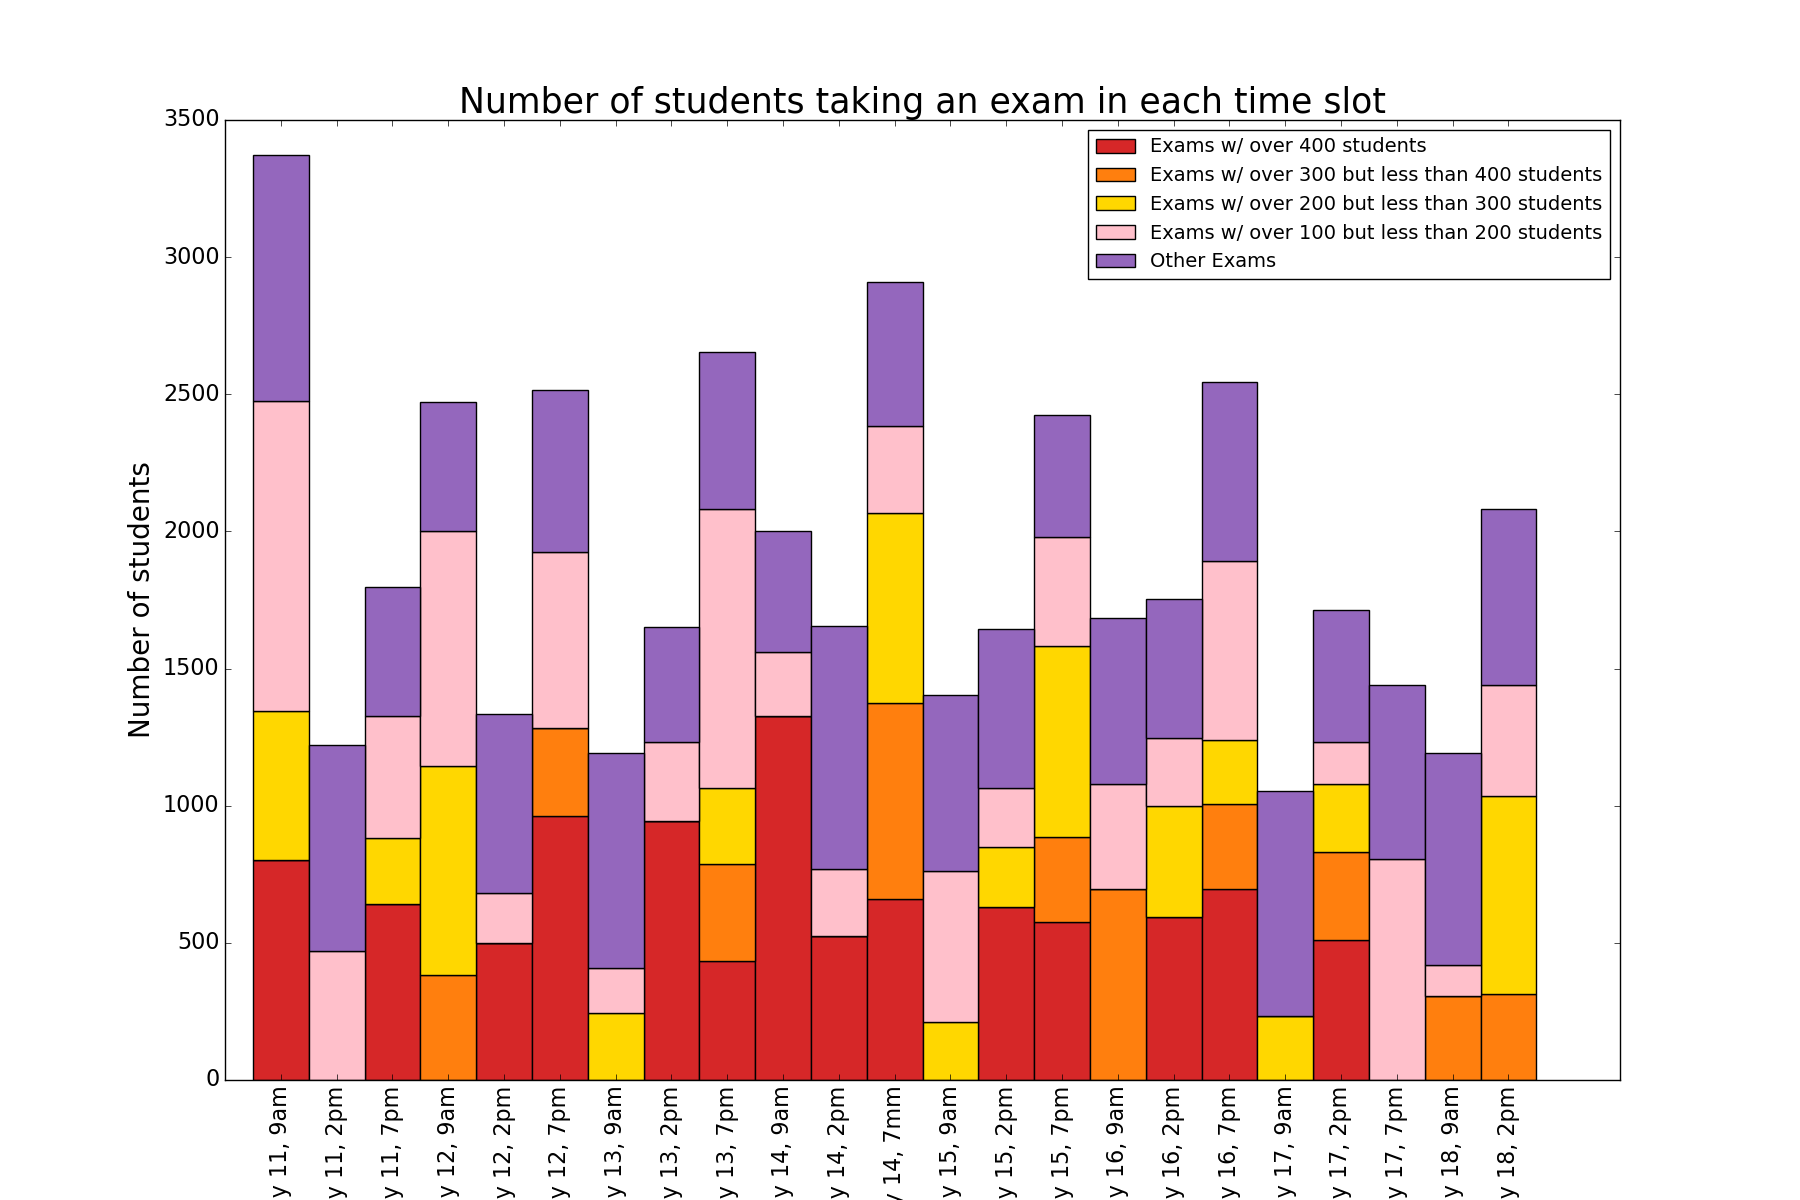 Number of students taking an exam in each time slot
Exams w/ over 400 students
Exams w/ over 300 but less than 400 students
Exams w/ over 200 but less than 300 students
Exams w/ over 100 but less than 200 students
Other Exams
Number of students
3500
3000
2500
2000
1500
1000
500
0
y 11, 9am
y 11, 2pm
y 11, 7pm
y 12, 9am
y 12, 2pm
y 12, 7pm
y 13, 9am
y 13, 2pm
y 13, 7pm
y 14, 9am
y 14, 2pm
y 14, 7mm
y 15, 9am
y 15, 2pm
y 15, 7pm
y 16, 9am
y 16, 2pm
y 16, 7pm
y 17, 9am
y 17, 2pm
y 17, 7pm
y 18, 9am
y 18, 2pm